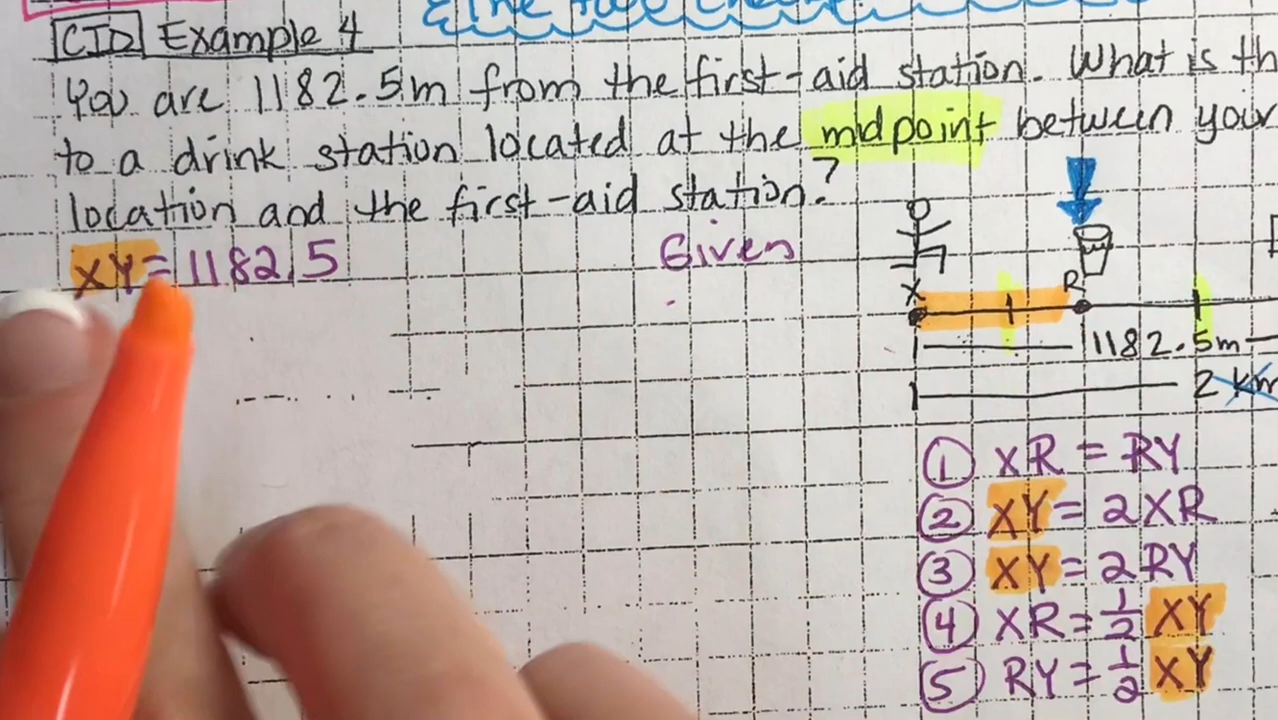 CID Example 4
You are 1182.5m from the first-aid station. What is th
to a drink station located at the midpoint between your
location and the first-aid station?
XY = 1182.5 Given
X R
1182.5m
2 km
① XR = RY
② XY = 2XR
③ XY = 2RY
④ XR = 1/2 XY
⑤ RY = 1/2 XY